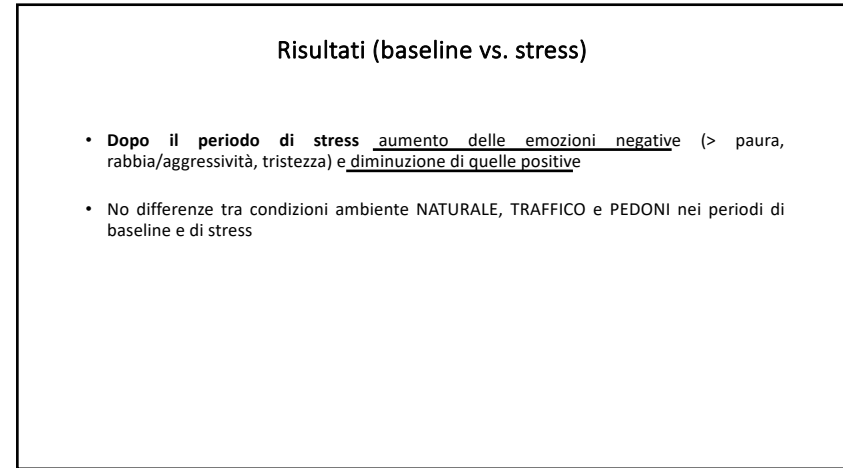 Risultati (baseline vs. stress)
• Dopo il periodo di stress aumento delle emozioni negative (> paura,
rabbia/aggressività, tristezza) e diminuzione di quelle positive
• No differenze tra condizioni ambiente NATURALE, TRAFFICO e PEDONI nei periodi di
baseline e di stress